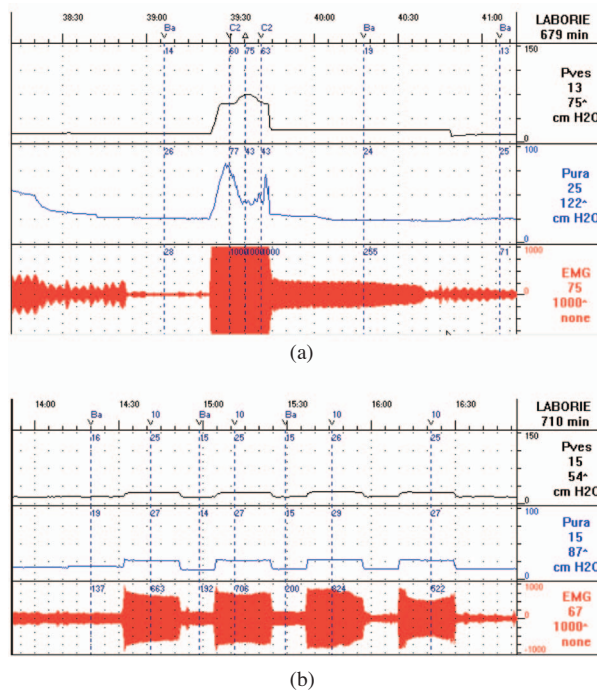 38:30 39:00 39:30 40:00 40:30 41:00
LABORIE
679 min
Ba C2 C2 Ba Ba
14 60 75 63 19 13
150
0
Pves
13
75^
cm H2O
26 77 43 43 24 25
100
0
Pura
25
122^
cm H2O
28 255 71
1000
0
EMG
75
1000^
none
(a)
14:00 14:30 15:00 15:30 16:00 16:30
LABORIE
710 min
Ba 10 Ba 10 Ba 10 10
16 25 15 25 15 26 25
150
0
Pves
15
54^
cm H2O
19 27 14 27 15 29 27
100
0
Pura
15
87^
cm H2O
137 663 192 706 200 624 622
1000
0
-1000
EMG
67
1000^
none
(b)